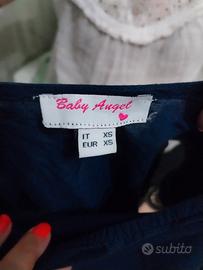 Baby Angel
IT XS
EUR XS
subito